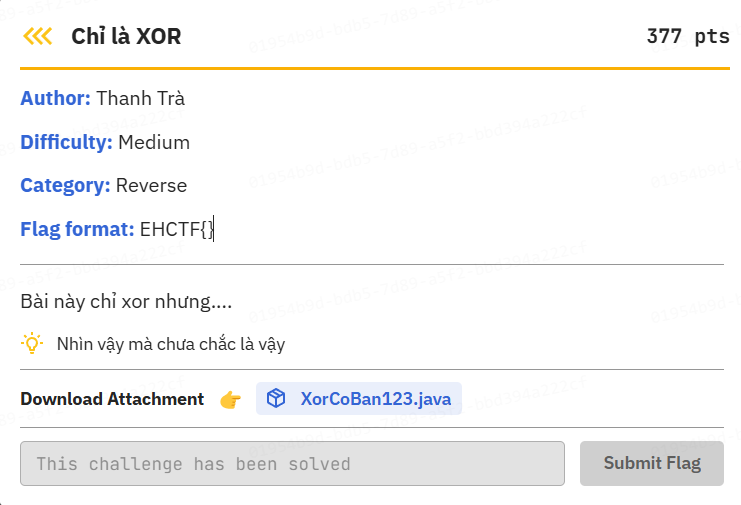 Chỉ là XOR 377 pts
Author: Thanh Trà
Difficulty: Medium
Category: Reverse
Flag format: EHCTF{}
Bài này chỉ xor nhưng....
Nhìn vậy mà chưa chắc là vậy
Download Attachment 👉 XorCoBan123.java
This challenge has been solved Submit Flag